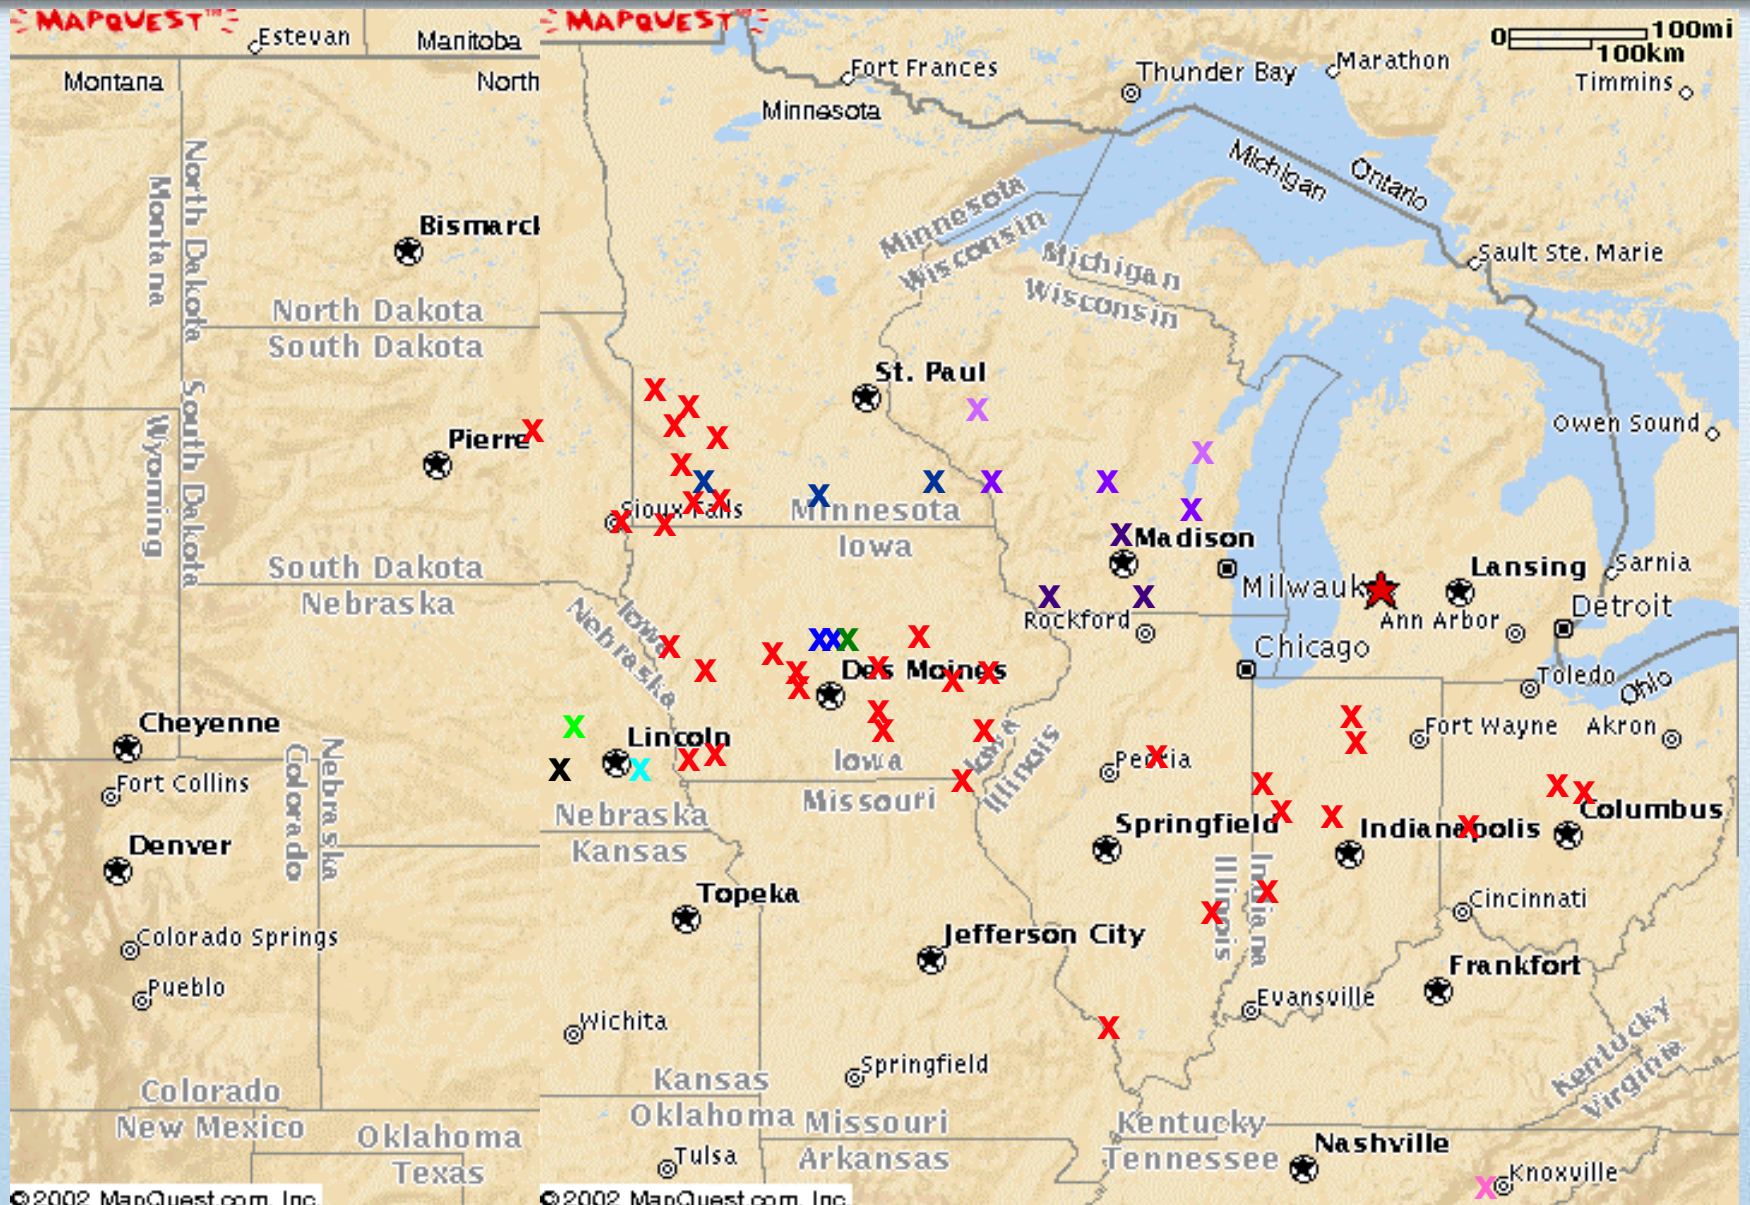 MAPQUEST™
MAPQUEST™
0 100mi
100km
Estevan
Manitoba
Fort Frances
Thunder Bay
Marathon
Timmins
Montana
North
Minnesota
North Dakota
Montana
Michigan
Ontario
Minnesota
Wisconsin
Bismarck
Michigan
Wisconsin
Sault Ste. Marie
North Dakota
South Dakota
St. Paul
South Dakota
Wyoming
Pierre
Owen Sound
Sioux Falls
Minnesota
Iowa
Madison
South Dakota
Nebraska
Milwauk
Lansing
Sarnia
Iowa
Nebraska
Rockford
Ann Arbor
Detroit
Chicago
Des Moines
Toledo
Ohio
Cheyenne
Lincoln
Fort Wayne
Akron
Nebraska
Colorado
Fort Collins
Iowa
Missouri
Iowa
Illinois
Peoria
Nebraska
Kansas
Springfield
Indianapolis
Columbus
Denver
Illinois
Indiana
Topeka
Cincinnati
Colorado Springs
Jefferson City
Frankfort
Pueblo
Evansville
Wichita
Springfield
Kentucky
Virginia
Colorado
New Mexico
Kansas
Oklahoma
Missouri
Arkansas
Kentucky
Tennessee
Oklahoma
Texas
Tulsa
Nashville
Knoxville
©2002 MapQuest.com, Inc.
©2002 MapQuest.com, Inc.